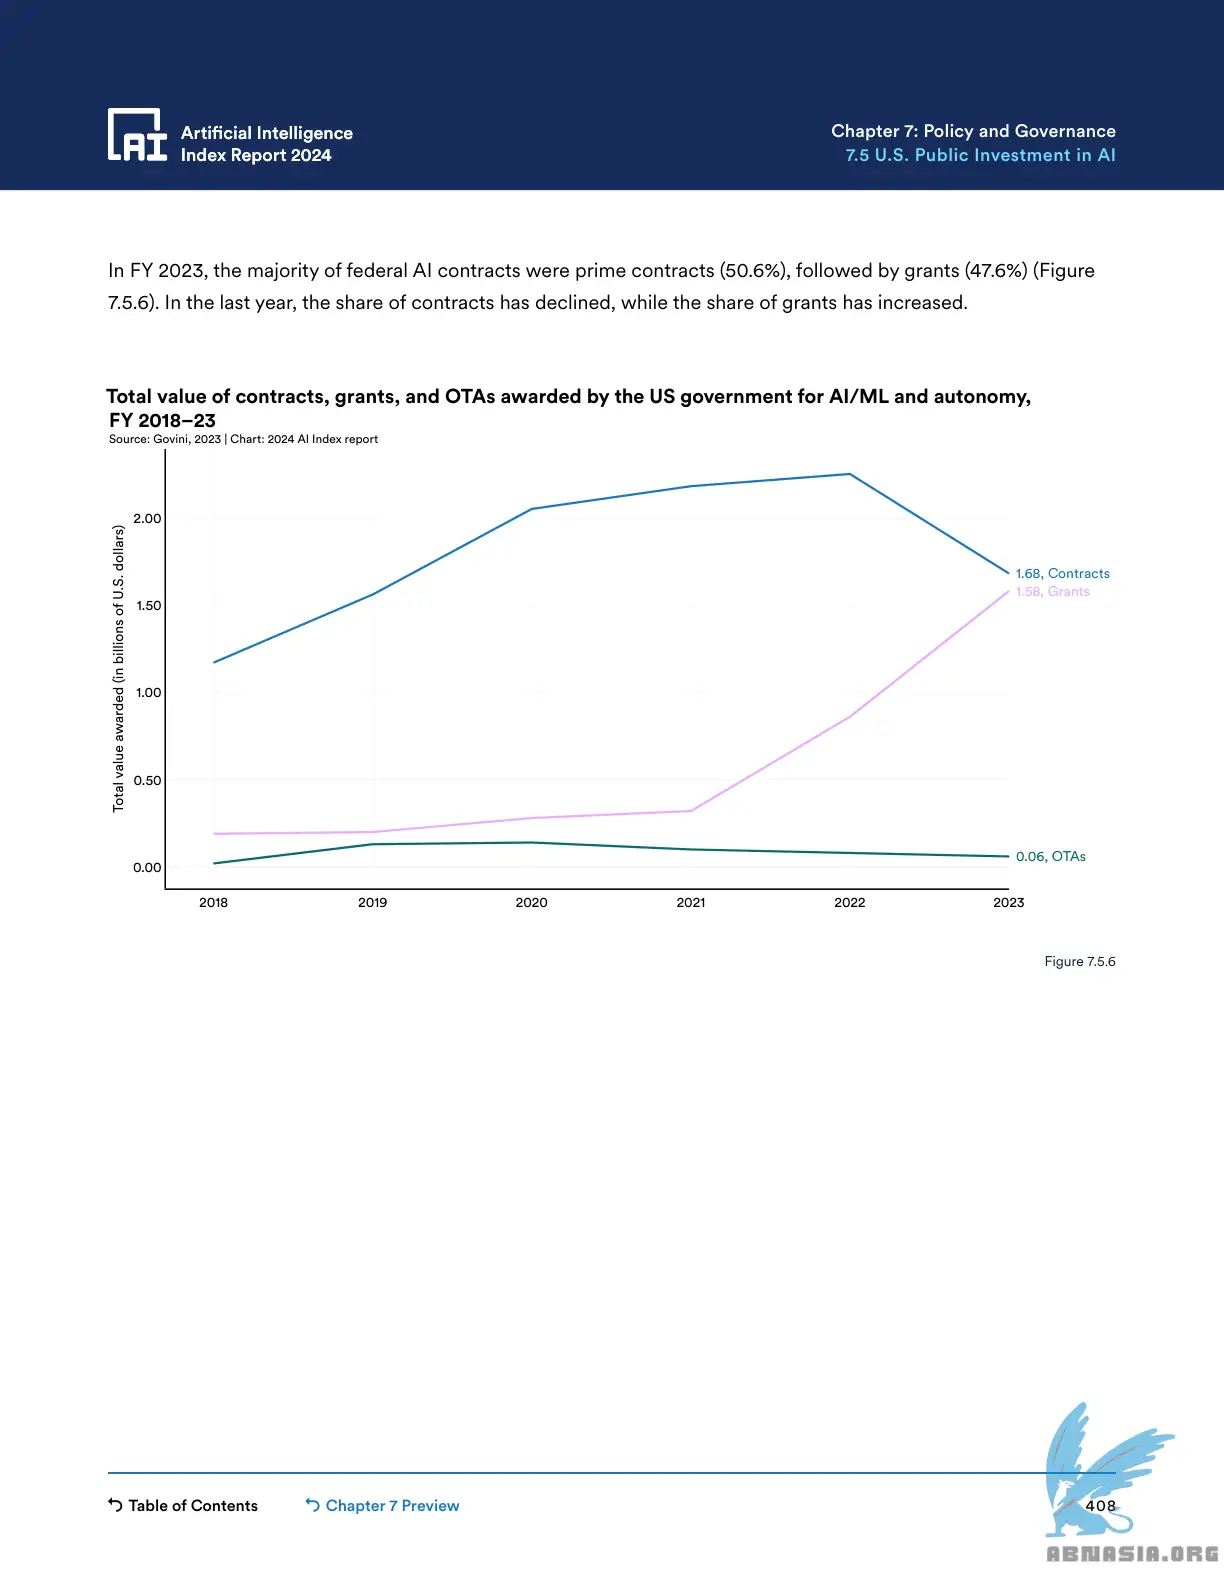 AI
Artificial Intelligence
Index Report 2024
Chapter 7: Policy and Governance
7.5 U.S. Public Investment in AI
In FY 2023, the majority of federal AI contracts were prime contracts (50.6%), followed by grants (47.6%) (Figure
7.5.6). In the last year, the share of contracts has declined, while the share of grants has increased.
Total value of contracts, grants, and OTAs awarded by the US government for AI/ML and autonomy,
FY 2018–23
Source: Govini, 2023 | Chart: 2024 AI Index report
Total value awarded (in billions of U.S. dollars)
2.00
1.50
1.00
0.50
0.00
1.68, Contracts
1.58, Grants
0.06, OTAs
2018 2019 2020 2021 2022 2023
Figure 7.5.6
Table of Contents Chapter 7 Preview 408
ABNASIA.ORG